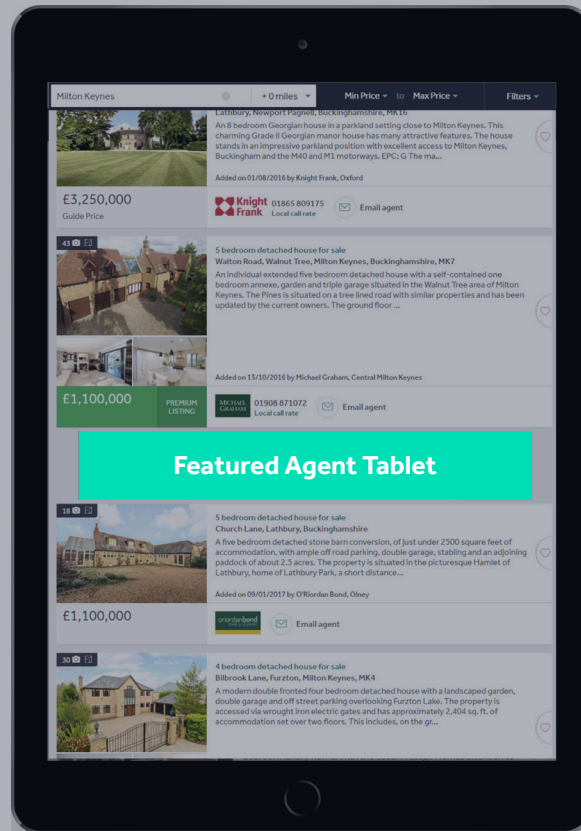 Milton Keynes
+ 0 miles
Min Price to Max Price
Filters
Lathbury, Newport Pagnell, Buckinghamshire, MK16
An 8 bedroom Georgian house in a parkland setting close to Milton Keynes. This
charming Grade II Georgian manor house has many attractive features. The house
stands in an impressive parkland position with excellent access to Milton Keynes,
Buckingham and the M40 and M1 motorways. EPC: G The ma...
Added on 01/08/2016 by Knight Frank, Oxford
£3,250,000
Guide Price
Knight
Frank
01865 809175
Local call rate
Email agent
43
5 bedroom detached house for sale
Walton Road, Walnut Tree, Milton Keynes, Buckinghamshire, MK7
An individual extended five bedroom detached house with a self-contained one
bedroom annexe, garden and triple garage situated in the Walnut Tree area of Milton
Keynes. The Pines is situated on a tree lined road with similar properties and has been
updated by the current owners. The ground floor ...
Added on 13/10/2016 by Michael Graham, Central Milton Keynes
£1,100,000
PREMIUM
LISTING
MICHAEL
GRAHAM
01908 871072
Local call rate
Email agent
Featured Agent Tablet
18
5 bedroom detached house for sale
Church Lane, Lathbury, Buckinghamshire
A five bedroom detached stone barn conversion, of just under 2500 square feet of
accommodation, with ample off road parking, double garage, stabling and an adjoining
paddock of about 2.5 acres. The property is situated in the picturesque Hamlet of
Lathbury, home of Lathbury Park, a short distance...
Added on 09/01/2017 by O'Riordan Bond, Olney
£1,100,000
oriordanbond
Email agent
30
4 bedroom detached house for sale
Bilbrook Lane, Furzton, Milton Keynes, MK4
A modern double fronted four bedroom detached house with a landscaped garden,
double garage and off street parking overlooking Furzton Lake. The property is
accessed via wrought iron electric gates and has approximately 2,404 sq. ft. of
accommodation set over two floors. This includes, on the gr...